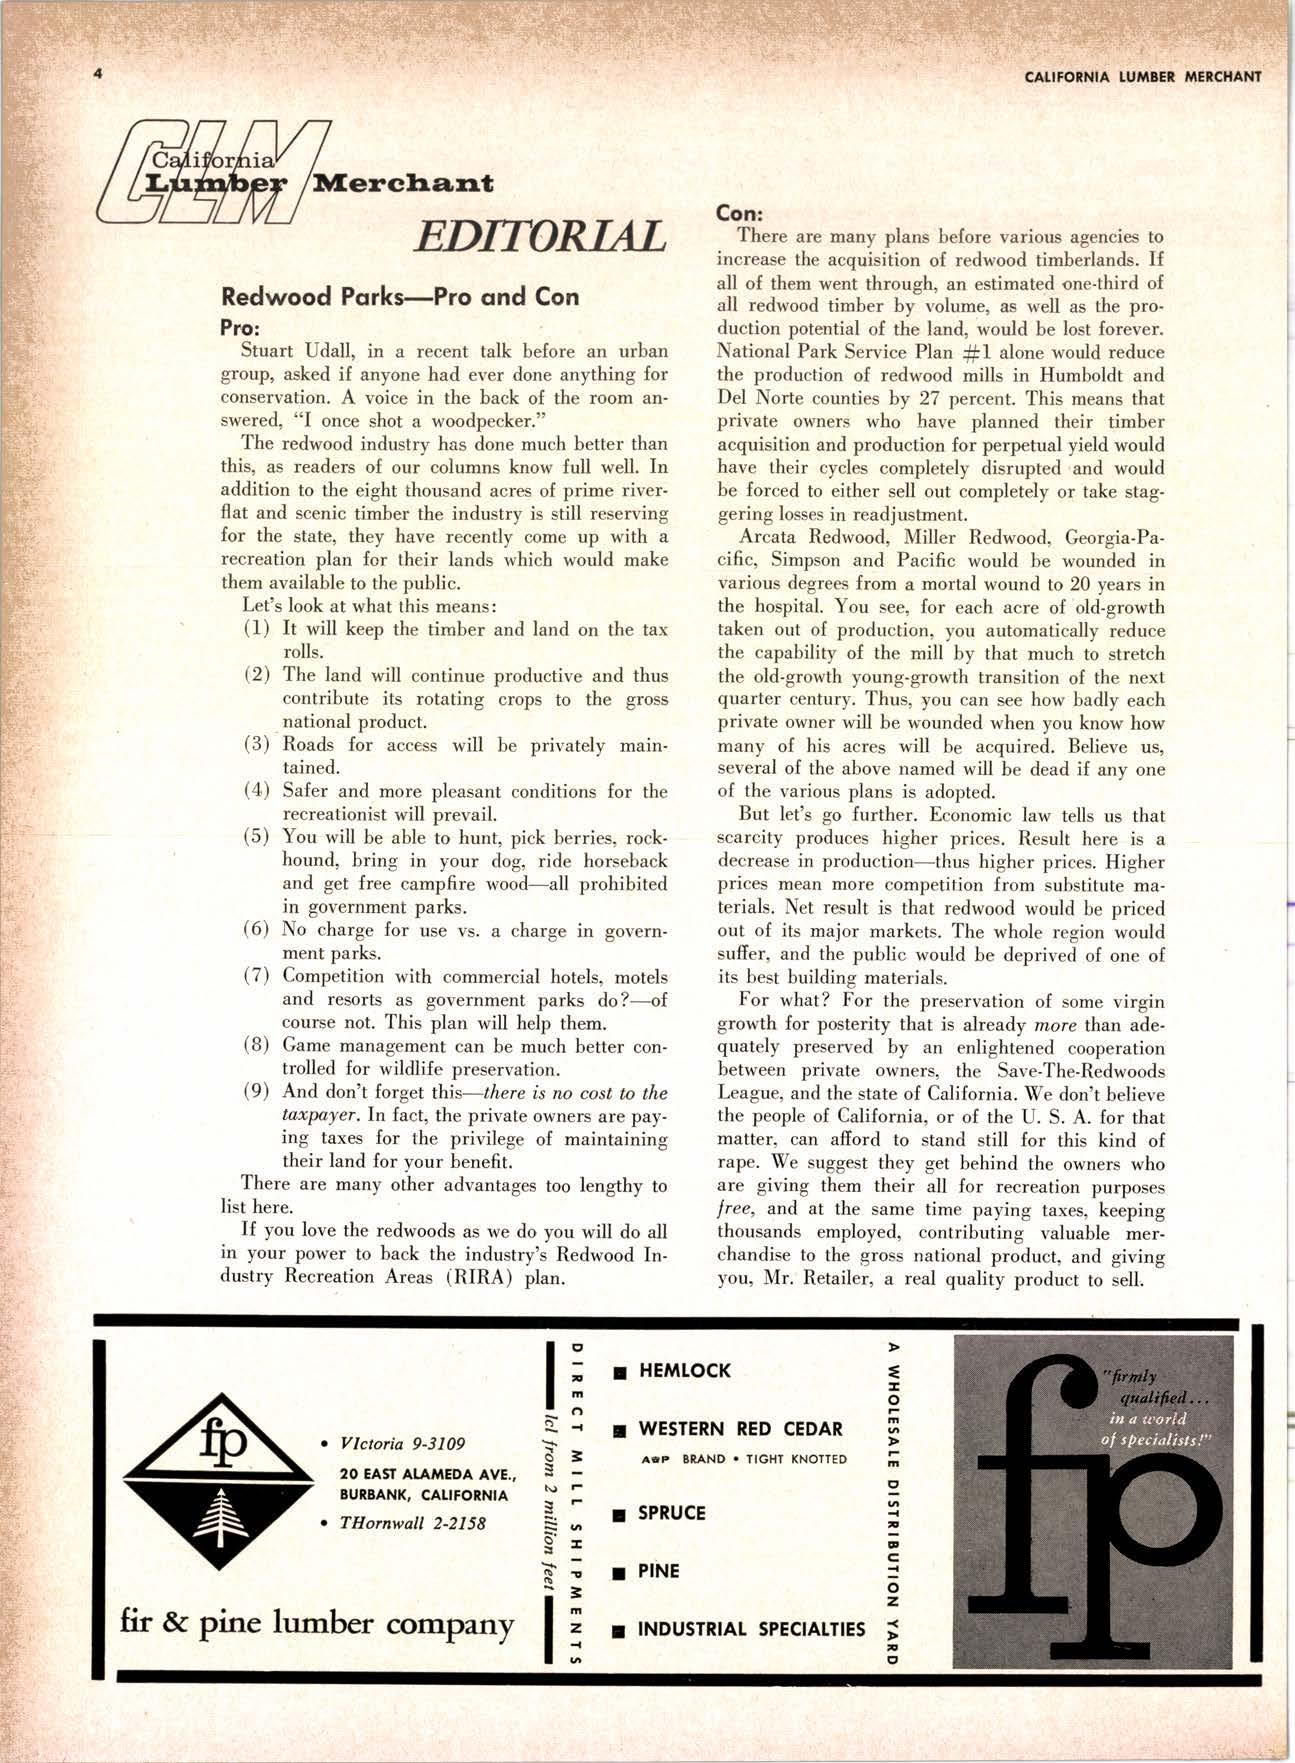 4
CALIFORNIA LUMBER MERCHANT
CLM
California
Lumber Merchant
EDITORIAL
Redwood Parks—Pro and Con
Pro:
Stuart Udall, in a recent talk before an urban
group, asked if anyone had ever done anything for
conservation. A voice in the back of the room an-
swered, “I once shot a woodpecker.”
The redwood industry has done much better than
this, as readers of our columns know full well. In
addition to the eight thousand acres of prime river-
flat and scenic timber the industry is still reserving
for the state, they have recently come up with a
recreation plan for their lands which would make
them available to the public.
Let's look at what this means:
(1) It will keep the timber and land on the tax
rolls.
(2) The land will continue productive and thus
contribute its rotating crops to the gross
national product.
(3) Roads for access will be privately main-
tained.
(4) Safer and more pleasant conditions for the
recreationist will prevail.
(5) You will be able to hunt, pick berries, rock-
hound, bring in your dog, ride horseback
and get free campfire wood—all prohibited
in government parks.
(6) No charge for use vs. a charge in govern-
ment parks.
(7) Competition with commercial hotels, motels
and resorts as government parks do?—of
course not. This plan will help them.
(8) Game management can be much better con-
trolled for wildlife preservation.
(9) And don't forget this—there is no cost to the
taxpayer. In fact, the private owners are pay-
ing taxes for the privilege of maintaining
their land for your benefit.
There are many other advantages too lengthy to
list here.
If you love the redwoods as we do you will do all
in your power to back the industry's Redwood In-
dustry Recreation Areas (RIRA) plan.
Con:
There are many plans before various agencies to
increase the acquisition of redwood timberlands. If
all of them went through, an estimated one-third of
all redwood timber by volume, as well as the pro-
duction potential of the land, would be lost forever.
National Park Service Plan #1 alone would reduce
the production of redwood mills in Humboldt and
Del Norte counties by 27 percent. This means that
private owners who have planned their timber
acquisition and production for perpetual yield would
have their cycles completely disrupted and would
be forced to either sell out completely or take stag-
gering losses in readjustment.
Arcata Redwood, Miller Redwood, Georgia-Pa-
cific, Simpson and Pacific would be wounded in
various degrees from a mortal wound to 20 years in
the hospital. You see, for each acre of old-growth
taken out of production, you automatically reduce
the capability of the mill by that much to stretch
the old-growth young-growth transition of the next
quarter century. Thus, you can see how badly each
private owner will be wounded when you know how
many of his acres will be acquired. Believe us,
several of the above named will be dead if any one
of the various plans is adopted.
But let's go further. Economic law tells us that
scarcity produces higher prices. Result here is a
decrease in production—thus higher prices. Higher
prices mean more competition from substitute ma-
terials. Net result is that redwood would be priced
out of its major markets. The whole region would
suffer, and the public would be deprived of one of
its best building materials.
For what? For the preservation of some virgin
growth for posterity that is already more than ade-
quately preserved by an enlightened cooperation
between private owners, the Save-The-Redwoods
League, and the state of California. We don't believe
the people of California, or of the U. S. A. for that
matter, can afford to stand still for this kind of
rape. We suggest they get behind the owners who
are giving them their all for recreation purposes
free, and at the same time paying taxes, keeping
thousands employed, contributing valuable mer-
chandise to the gross national product, and giving
you, Mr. Retailer, a real quality product to sell.
fp
• VIctoria 9-3109
20 EAST ALAMEDA AVE.,
BURBANK, CALIFORNIA
• THornwall 2-2158
fir & pine lumber company
lcl from 2 million feet
DIRECT MILL SHIPMENTS
■ HEMLOCK
■ WESTERN RED CEDAR
A&P BRAND • TIGHT KNOTTED
■ SPRUCE
■ PINE
■ INDUSTRIAL SPECIALTIES
A WHOLESALE DISTRIBUTION YARD
fp
"firmly
qualified...
in a world
of specialists!"